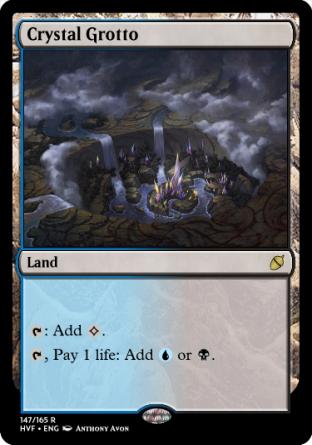 Crystal Grotto
Land
: Add .
, Pay 1 life: Add or .
147/165 R
HVF • ENG Anthony Avon